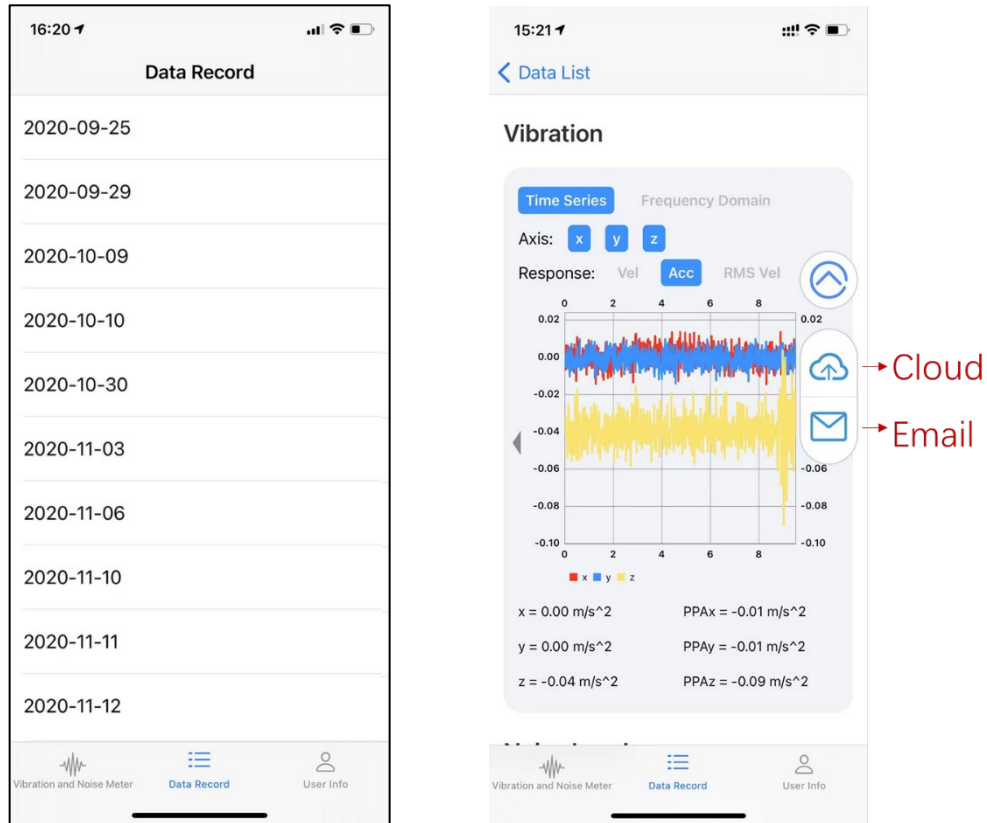 16:20
Data Record
2020-09-25
2020-09-29
2020-10-09
2020-10-10
2020-10-30
2020-11-03
2020-11-06
2020-11-10
2020-11-11
2020-11-12
Vibration and Noise Meter
Data Record
User Info
15:21
Data List
Vibration
Time Series Frequency Domain
Axis: x y z
Response: Vel Acc RMS Vel
0 2 4 6 8
0.02 0.02
0.00
-0.02
-0.04
-0.06 -0.06
-0.08 -0.08
-0.10 -0.10
0 2 4 6 8
x y z
x = 0.00 m/s^2 PPAx = -0.01 m/s^2
y = 0.00 m/s^2 PPAy = -0.01 m/s^2
z = -0.04 m/s^2 PPAz = -0.09 m/s^2
Vibration and Noise Meter
Data Record
User Info
Cloud
Email